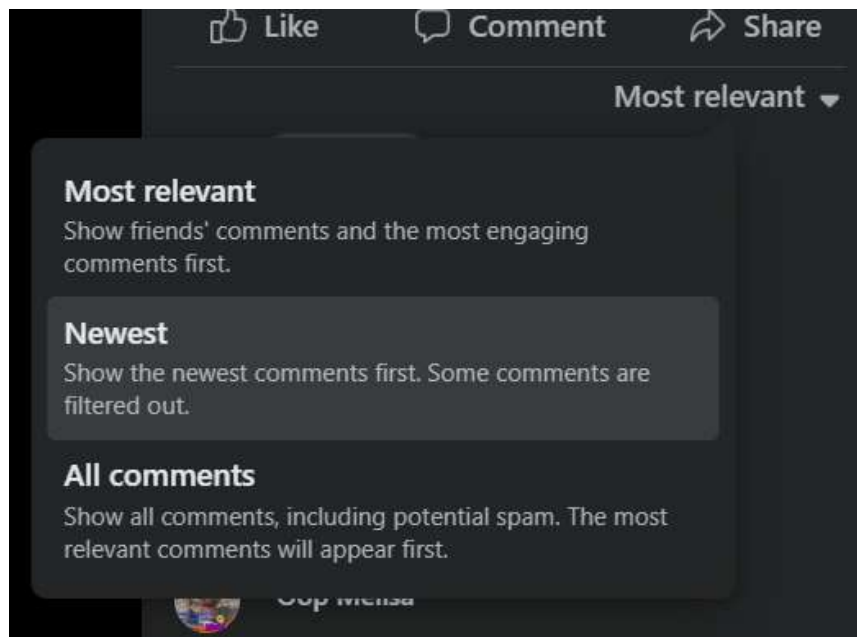 Like Comment Share
Most relevant
Most relevant
Show friends' comments and the most engaging
comments first.
Newest
Show the newest comments first. Some comments are
filtered out.
All comments
Show all comments, including potential spam. The most
relevant comments will appear first.
Melisa